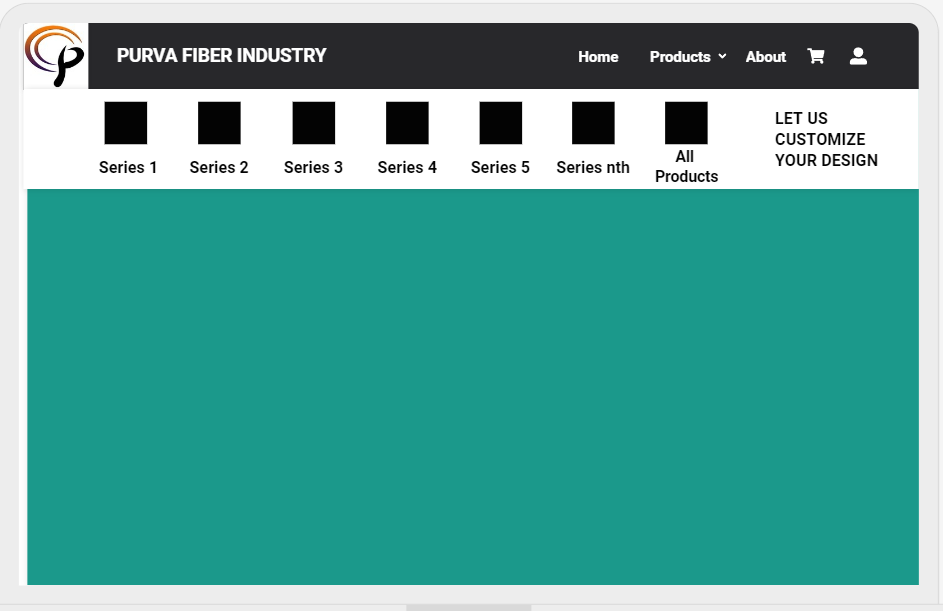 PURVA FIBER INDUSTRY
Home
Products
About
Series 1
Series 2
Series 3
Series 4
Series 5
Series nth
All
Products
LET US
CUSTOMIZE
YOUR DESIGN